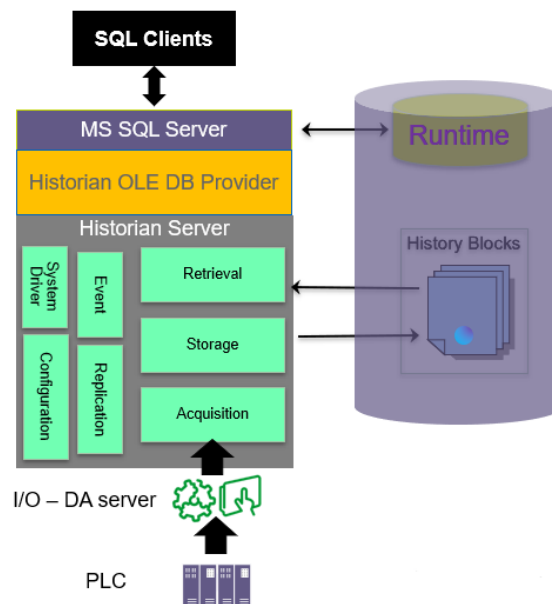 SQL Clients
MS SQL Server
Runtime
Historian OLE DB Provider
Historian Server
System
Driver
Event
Retrieval
History Blocks
Configuration
Replication
Storage
Acquisition
I/O – DA server
PLC